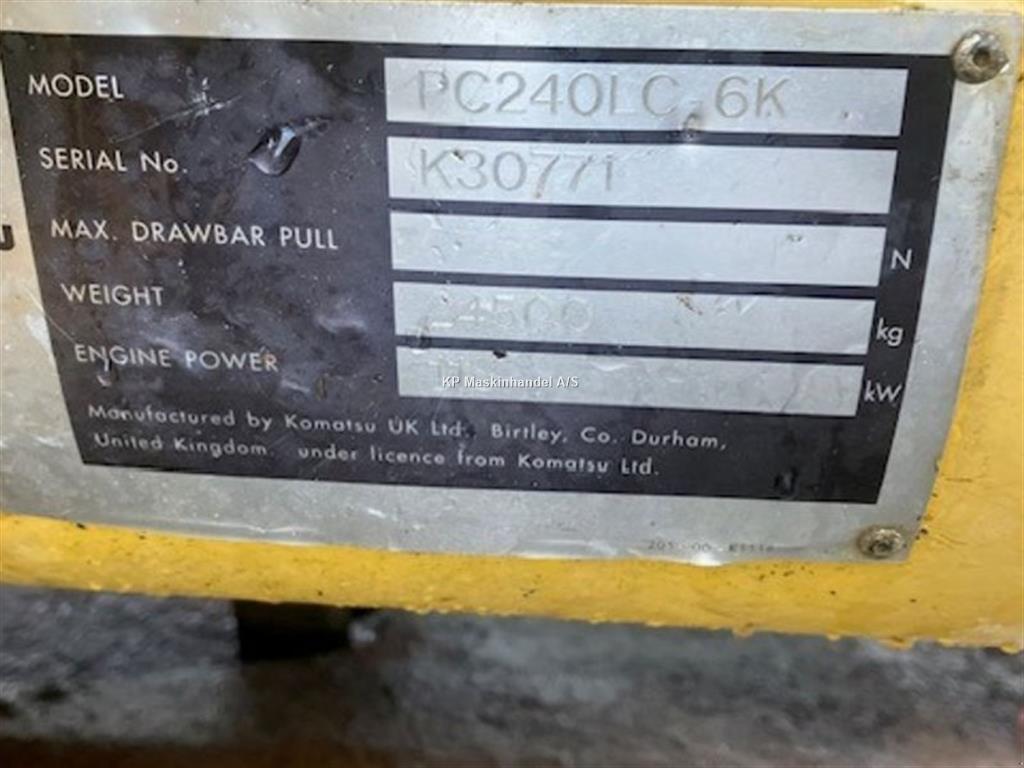 MODEL PC240LC-6K
SERIAL No. K30771
MAX. DRAWBAR PULL N
WEIGHT 24500 kg
ENGINE POWER kW
KP Maskinhandel A/S
Manufactured by Komatsu UK Ltd. Birtley, Co. Durham,
United Kingdom. under licence from Komatsu Ltd.